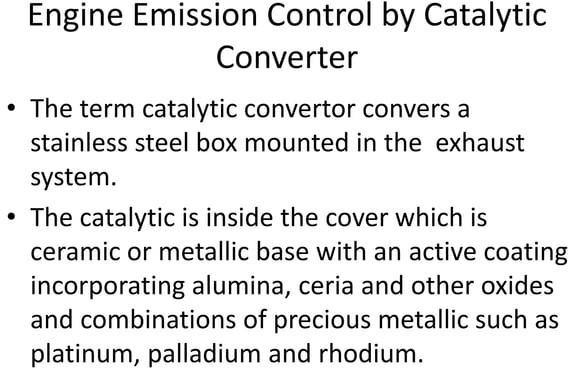 Engine Emission Control by Catalytic
Converter
• The term catalytic convertor convers a
stainless steel box mounted in the exhaust
system.
• The catalytic is inside the cover which is
ceramic or metallic base with an active coating
incorporating alumina, ceria and other oxides
and combinations of precious metallic such as
platinum, palladium and rhodium.